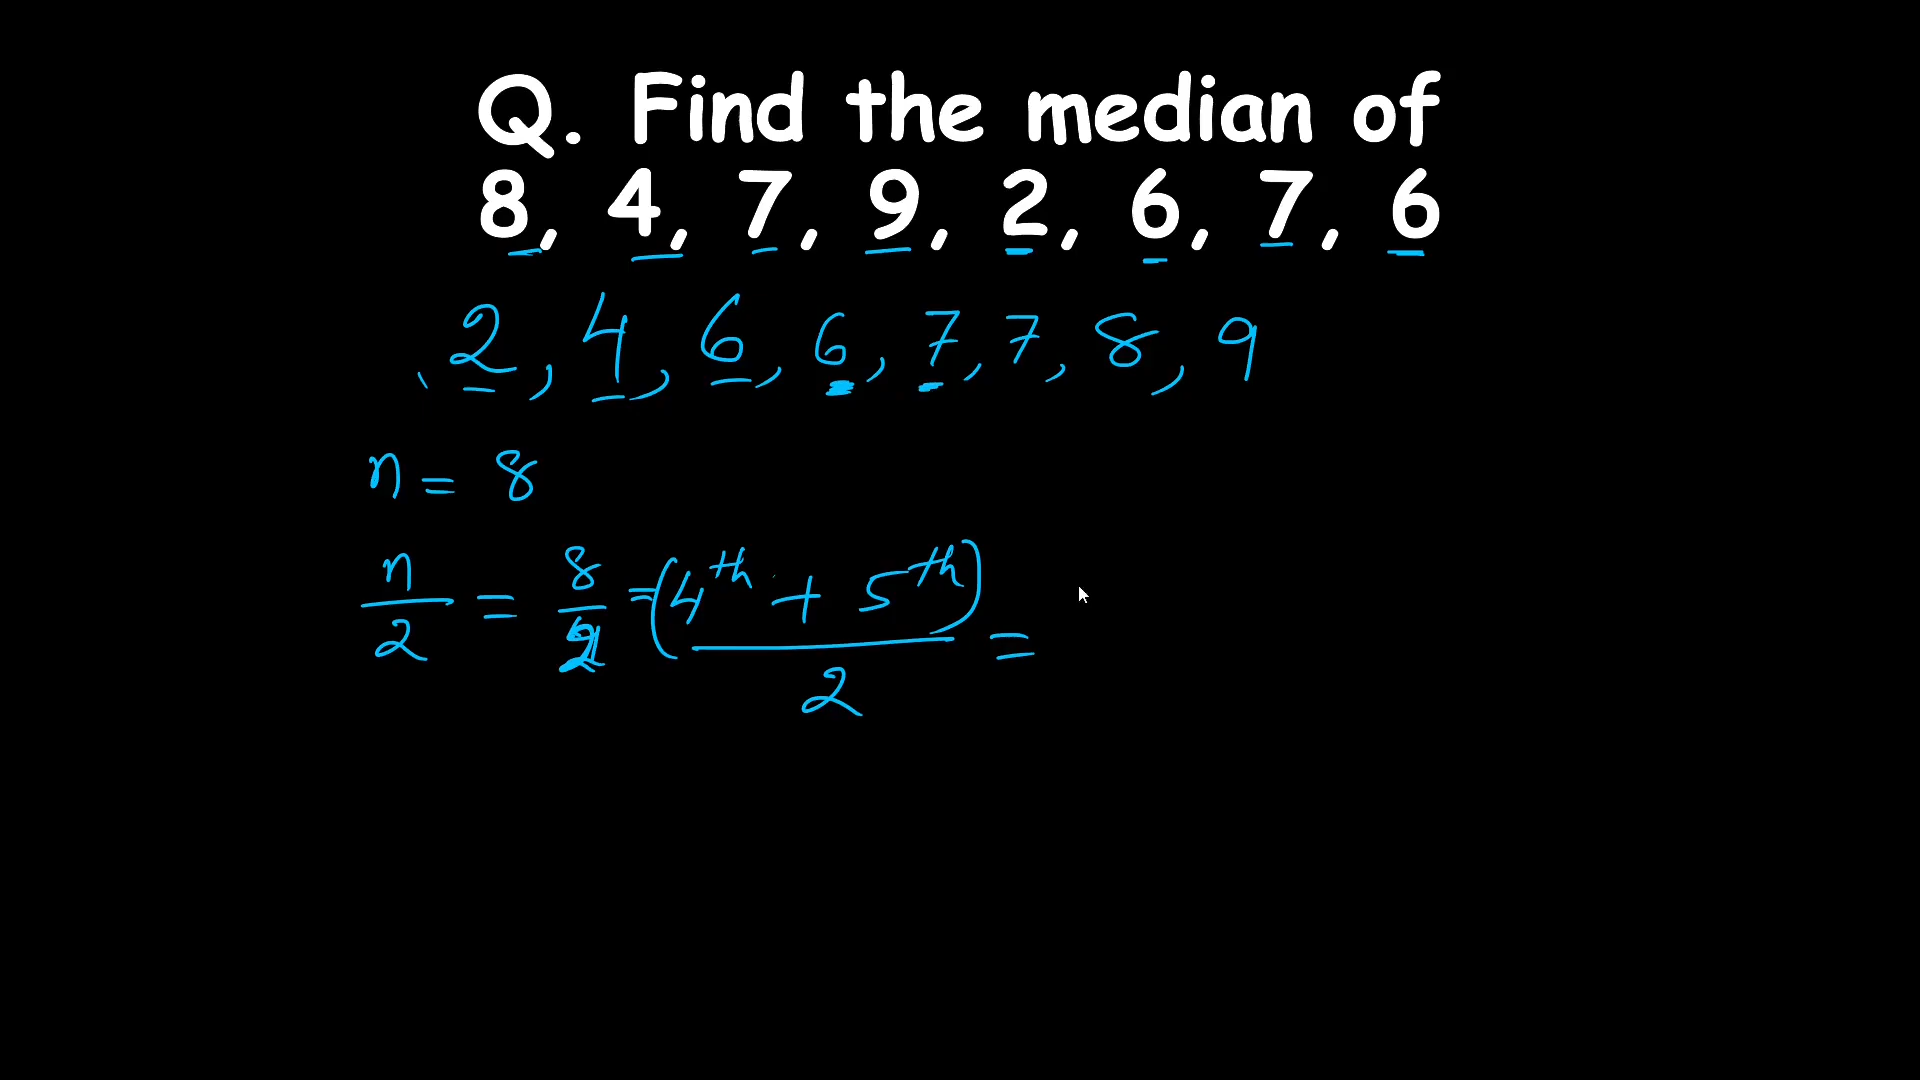 Q. Find the median of
8, 4, 7, 9, 2, 6, 7, 6
2, 4, 6, 6, 7, 7, 8, 9
n = 8
n/2 = 8/2 = (4th + 5th)/2 =